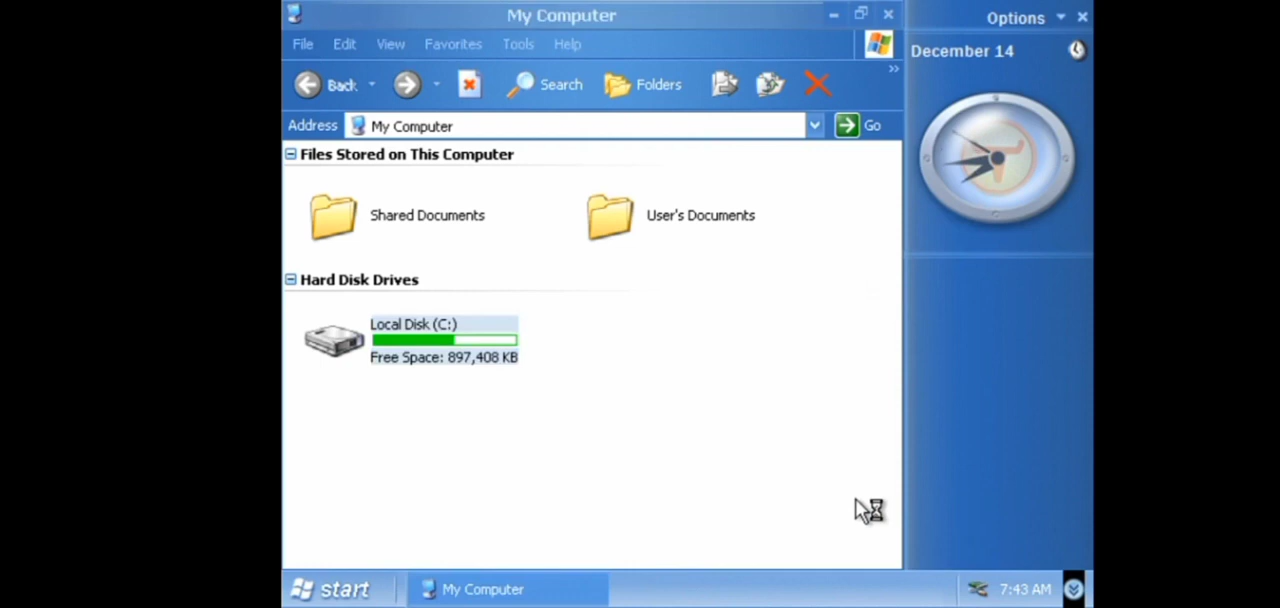 My Computer
Options
File Edit View Favorites Tools Help
December 14
Back Search Folders
Address My Computer Go
Files Stored on This Computer
Shared Documents User's Documents
Hard Disk Drives
Local Disk (C:)
Free Space: 897,408 KB
start My Computer 7:43 AM